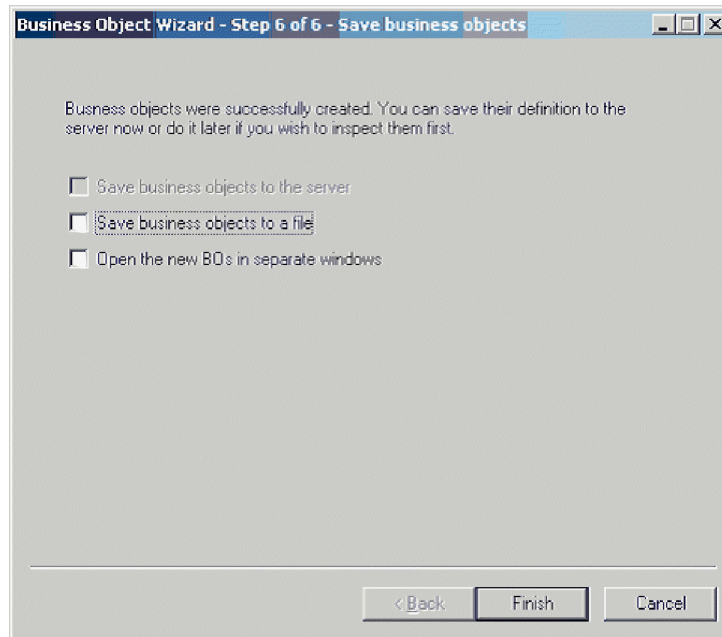 Business Object Wizard - Step 6 of 6 - Save business objects
Busness objects were successfully created. You can save their definition to the
server now or do it later if you wish to inspect them first.
Save business objects to the server
Save business objects to a file
Open the new BOs in separate windows
< Back
Finish
Cancel